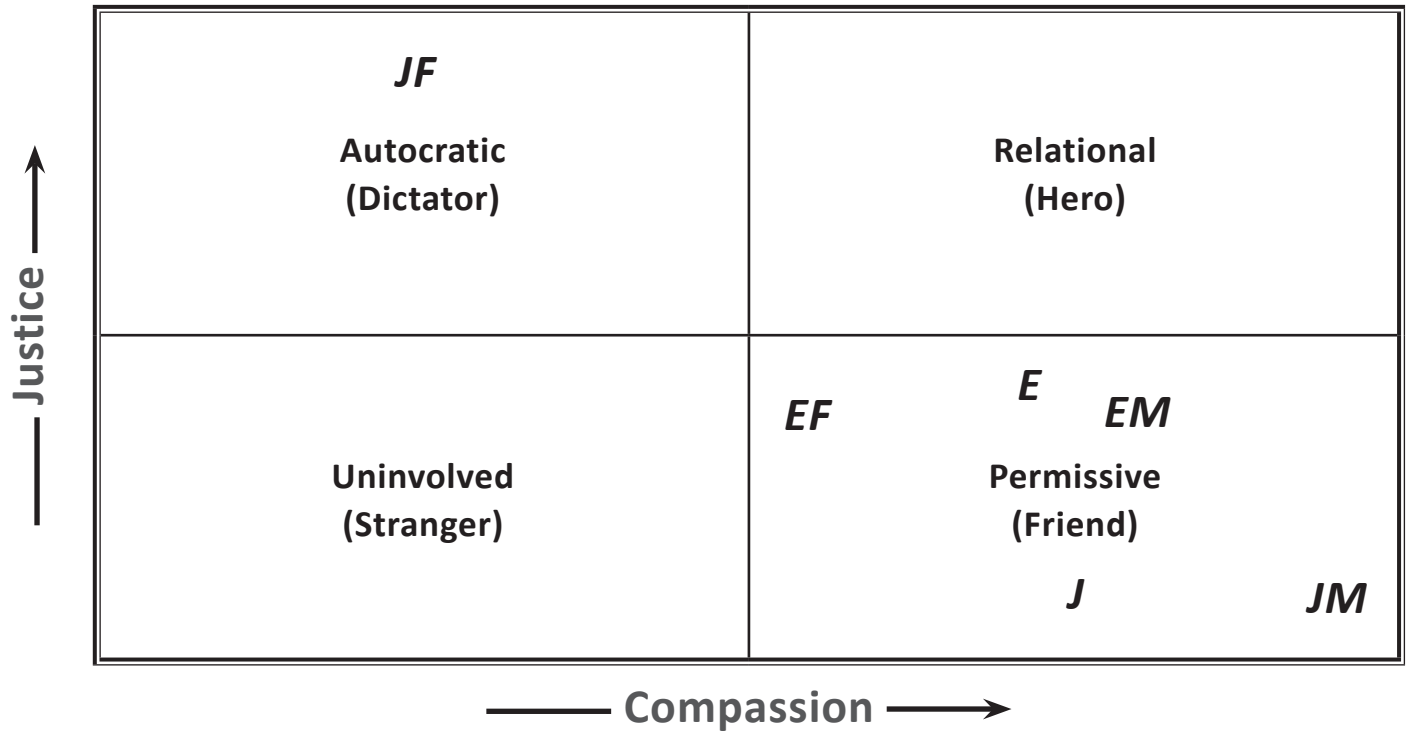 JF
Autocratic
(Dictator)
Relational
(Hero)
Justice
E
EF
EM
Uninvolved
(Stranger)
Permissive
(Friend)
J
JM
Compassion